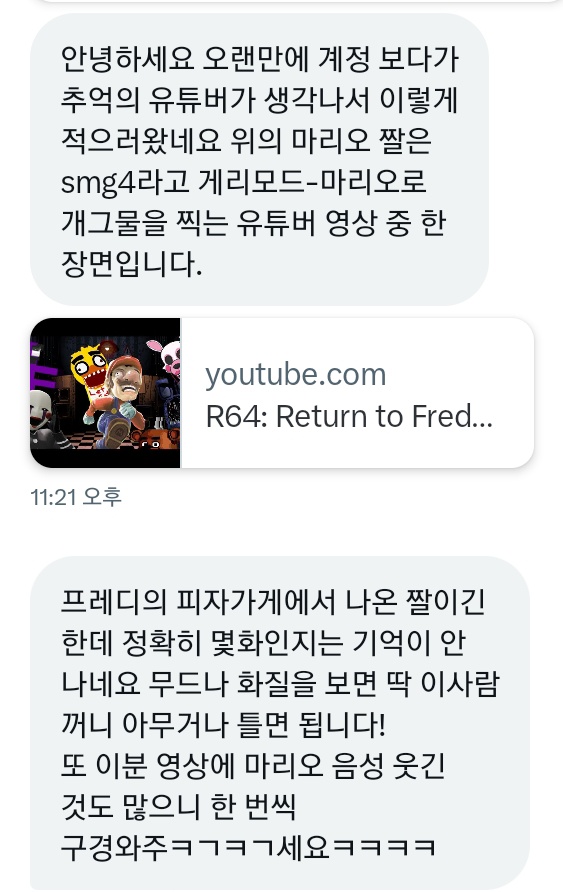 안녕하세요 오랜만에 계정 보다가
추억의 유튜버가 생각나서 이렇게
적으러왔네요 위의 마리오 짤은
smg4라고 게리모드-마리오로
개그물을 찍는 유튜버 영상 중 한
장면입니다.
youtube.com
R64: Return to Fred...
11:21 오후
프레디의 피자가게에서 나온 짤이긴
한데 정확히 몇화인지는 기억이 안
나네요 무드나 화질을 보면 딱 이사람
꺼니 아무거나 틀면 됩니다!
또 이분 영상에 마리오 음성 웃긴
것도 많으니 한 번씩
구경와주ㅋㄱㅋㄱ세요ㅋㅋㅋㅋ